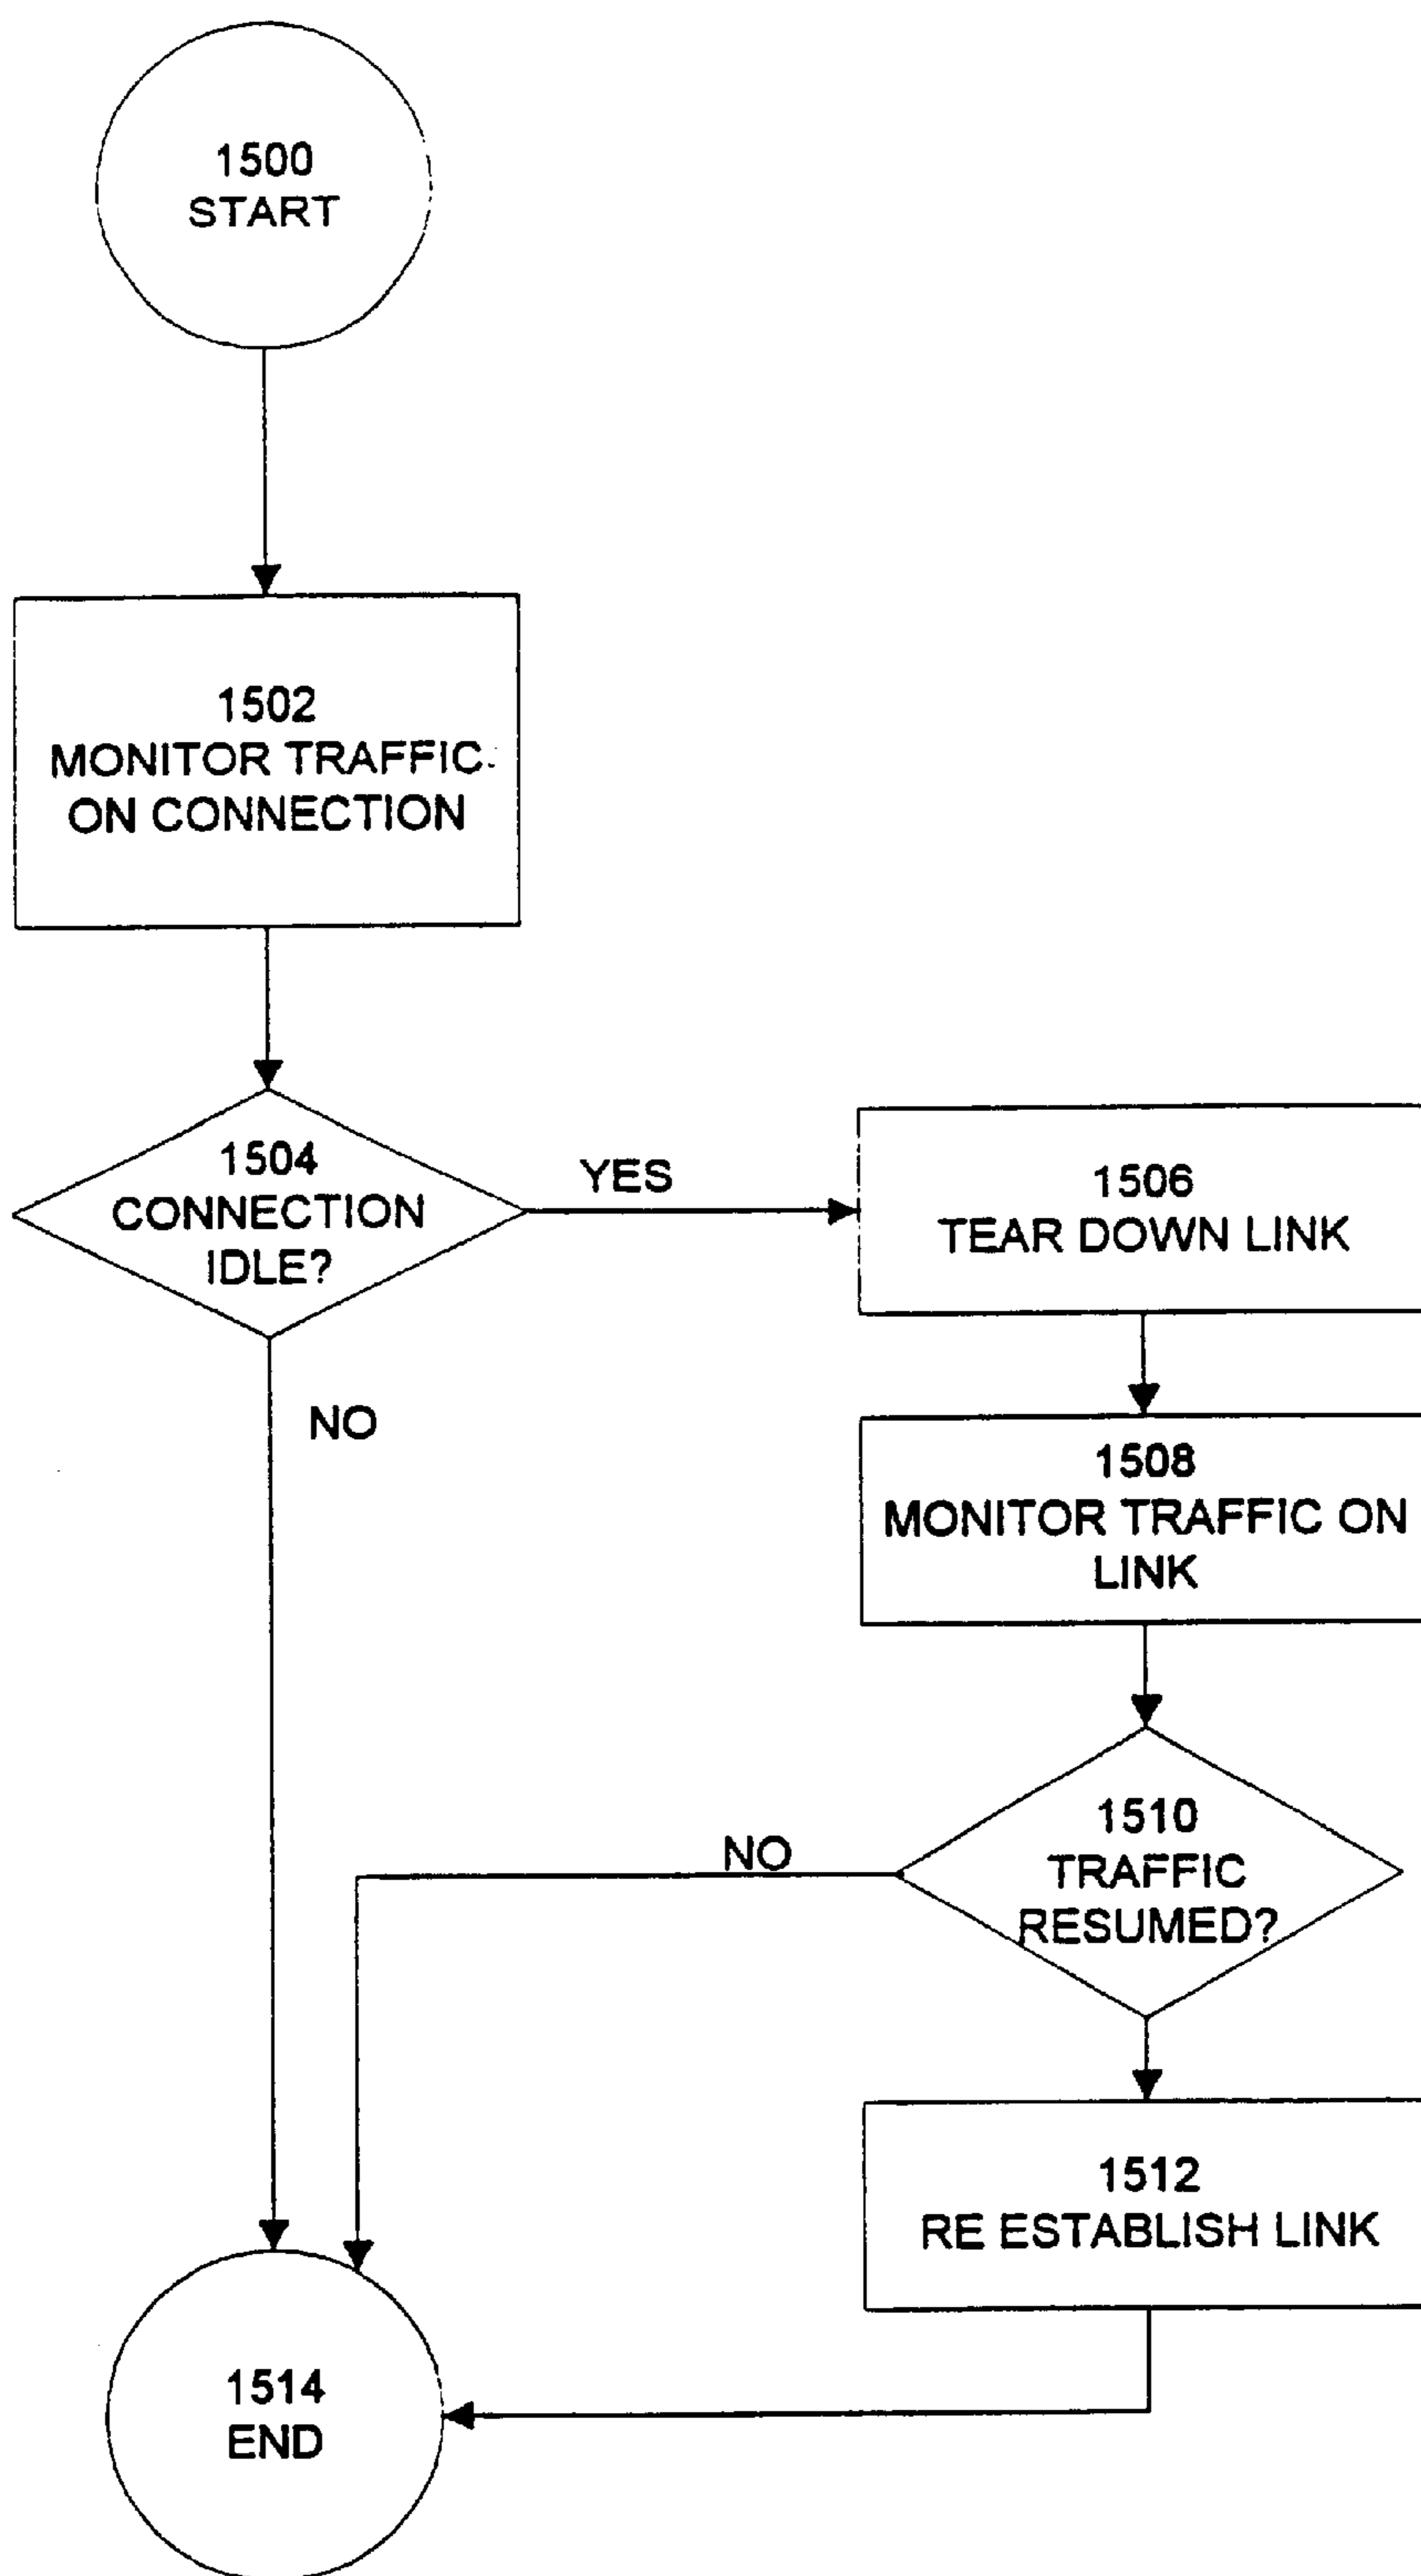 1500
START
1502
MONITOR TRAFFIC
ON CONNECTION
1504
CONNECTION
IDLE?
YES
NO
1506
TEAR DOWN LINK
1508
MONITOR TRAFFIC ON
LINK
1510
TRAFFIC
RESUMED?
NO
1512
RE ESTABLISH LINK
1514
END